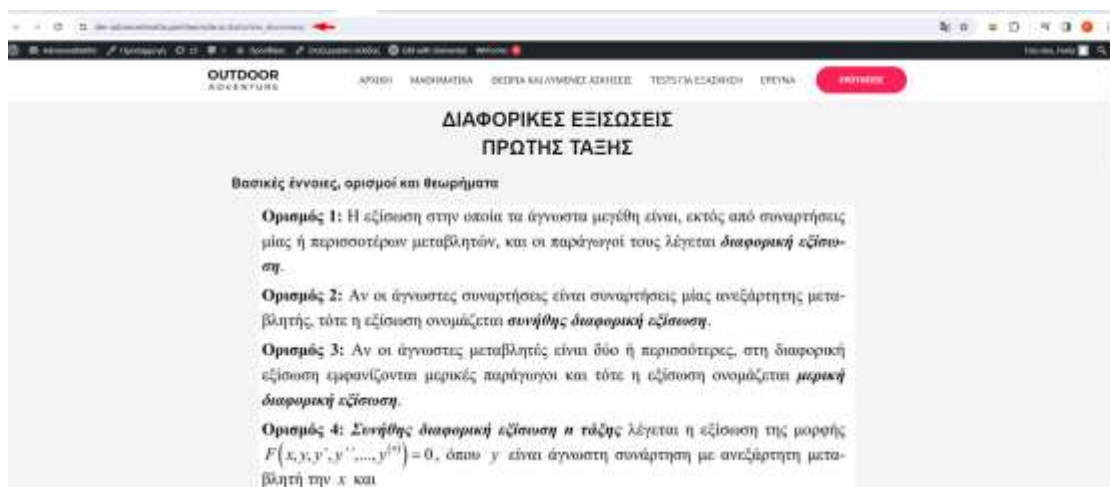 OUTDOOR
ADVENTURE
ΑΡΧΙΚΗ ΜΑΘΗΜΑΤΙΚΑ ΘΕΩΡΙΑ ΚΑΙ ΛΥΜΕΝΕΣ ΑΣΚΗΣΕΙΣ TESTS ΓΙΑ ΕΞΑΣΚΗΣΗ ΕΡΕΥΝΑ
ΔΙΑΦΟΡΙΚΕΣ ΕΞΙΣΩΣΕΙΣ
ΠΡΩΤΗΣ ΤΑΞΗΣ
Βασικές έννοιες, ορισμοί και θεωρήματα
Ορισμός 1: Η εξίσωση στην οποία τα άγνωστα μεγέθη είναι, εκτός από συναρτήσεις
μίας ή περισσοτέρων μεταβλητών, και οι παράγωγοί τους λέγεται διαφορική εξίσω-
ση.
Ορισμός 2: Αν οι άγνωστες συναρτήσεις είναι συναρτήσεις μίας ανεξάρτητης μετα-
βλητής, τότε η εξίσωση ονομάζεται συνήθης διαφορική εξίσωση.
Ορισμός 3: Αν οι άγνωστες μεταβλητές είναι δύο ή περισσότερες, στη διαφορική
εξίσωση εμφανίζονται μερικές παράγωγοι και τότε η εξίσωση ονομάζεται μερική
διαφορική εξίσωση.
Ορισμός 4: Συνήθης διαφορική εξίσωση n τάξης λέγεται η εξίσωση της μορφής
F(x, y, y', y'',..., y⁽ⁿ⁾) = 0, όπου y είναι άγνωστη συνάρτηση με ανεξάρτητη μετα-
βλητή την x και